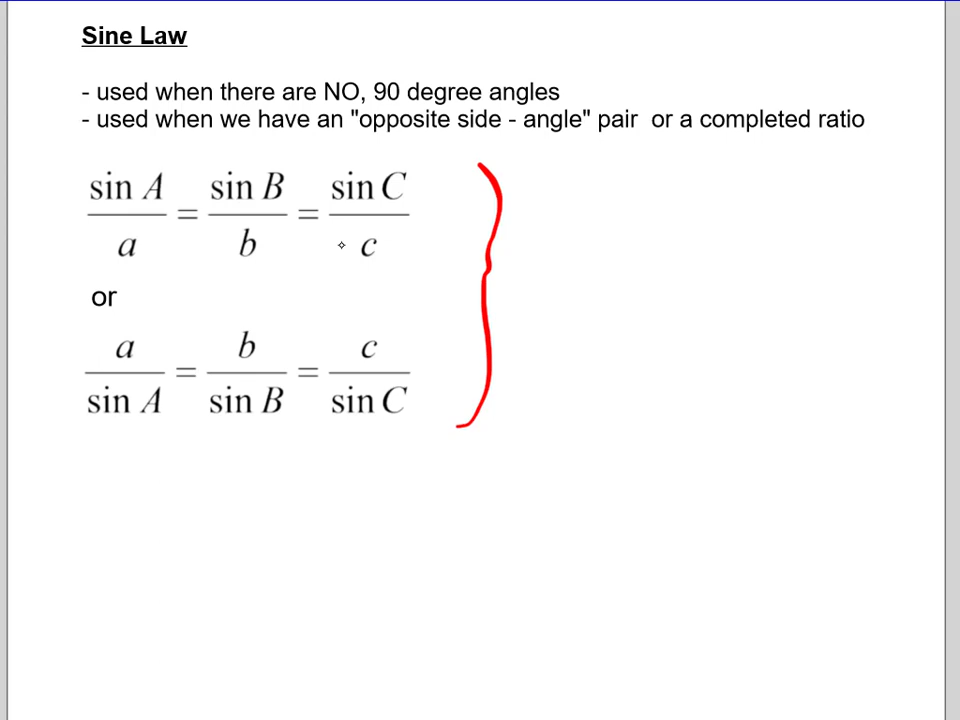 Sine Law
- used when there are NO, 90 degree angles
- used when we have an "opposite side - angle" pair or a completed ratio
sin A / a = sin B / b = sin C / c
or
a / sin A = b / sin B = c / sin C